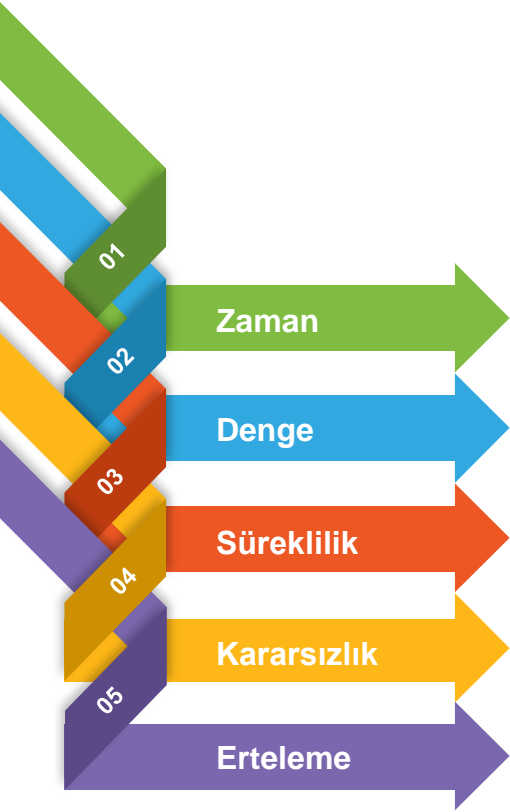 01
Zaman
02
Denge
03
Süreklilik
04
Kararsızlık
05
Erteleme